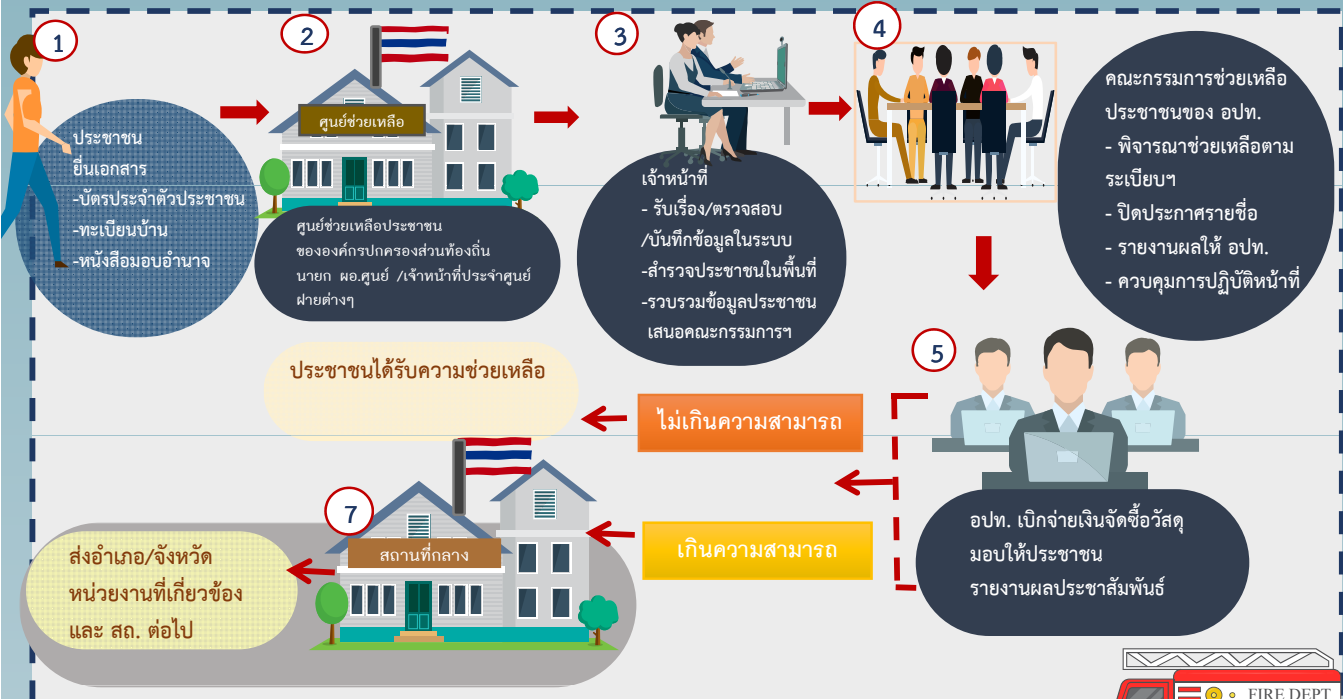 1
ประชาชน
ยื่นเอกสาร
-บัตรประจำตัวประชาชน
-ทะเบียนบ้าน
-หนังสือมอบอำนาจ
2
ศูนย์ช่วยเหลือ
ศูนย์ช่วยเหลือประชาชน
ขององค์กรปกครองส่วนท้องถิ่น
นายก ผอ.ศูนย์ /เจ้าหน้าที่ประจำศูนย์
ฝ่ายต่างๆ
3
เจ้าหน้าที่
- รับเรื่อง/ตรวจสอบ
/บันทึกข้อมูลในระบบ
-สำรวจประชาชนในพื้นที่
-รวบรวมข้อมูลประชาชน
เสนอคณะกรรมการฯ
4
คณะกรรมการช่วยเหลือ
ประชาชนของ อปท.
- พิจารณาช่วยเหลือตาม
ระเบียบฯ
- ปิดประกาศรายชื่อ
- รายงานผลให้ อปท.
- ควบคุมการปฏิบัติหน้าที่
5
อปท. เบิกจ่ายเงินจัดซื้อวัสดุ
มอบให้ประชาชน
รายงานผลประชาสัมพันธ์
ไม่เกินความสามารถ
ประชาชนได้รับความช่วยเหลือ
เกินความสามารถ
7
สถานที่กลาง
ส่งอำเภอ/จังหวัด
หน่วยงานที่เกี่ยวข้อง
และ สถ. ต่อไป
FIRE DEPT